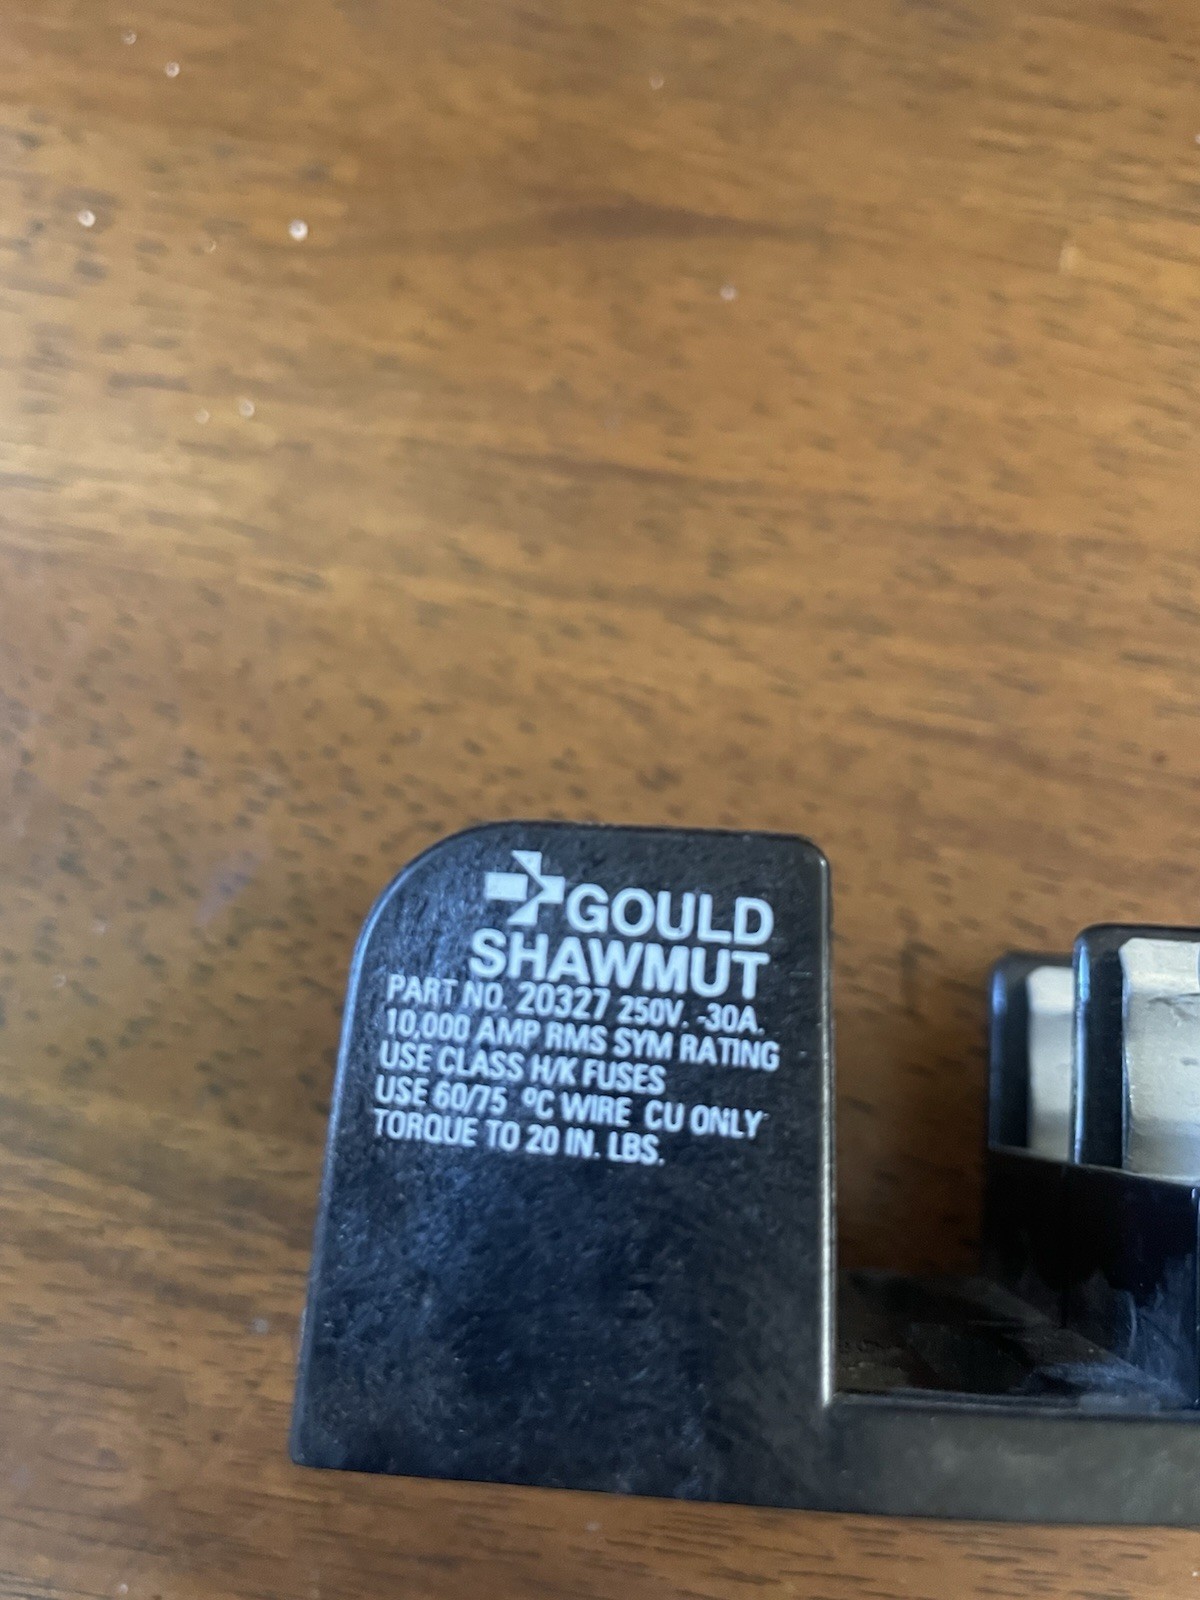 GOULD
SHAWMUT
PART NO. 20327 250V. -30A.
10,000 AMP RMS SYM RATING
USE CLASS H/K FUSES
USE 60/75 ºC WIRE CU ONLY
TORQUE TO 20 IN. LBS.